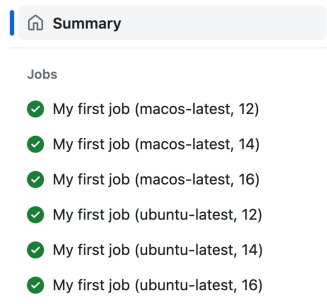 Summary
Jobs
My first job (macos-latest, 12)
My first job (macos-latest, 14)
My first job (macos-latest, 16)
My first job (ubuntu-latest, 12)
My first job (ubuntu-latest, 14)
My first job (ubuntu-latest, 16)